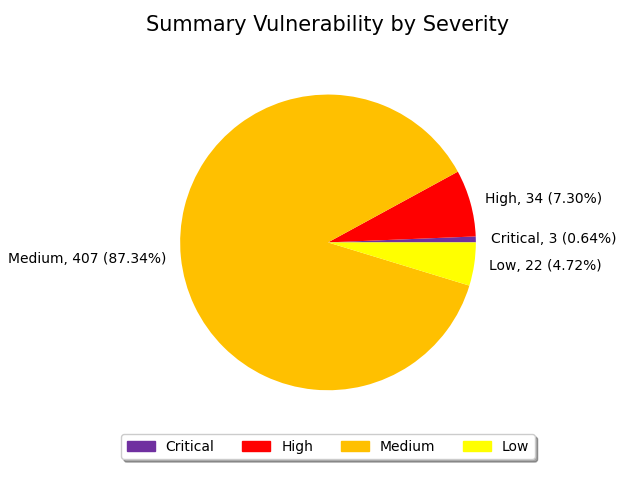 Summary Vulnerability by Severity
High, 34 (7.30%)
Critical, 3 (0.64%)
Medium, 407 (87.34%)
Low, 22 (4.72%)
Critical High Medium Low